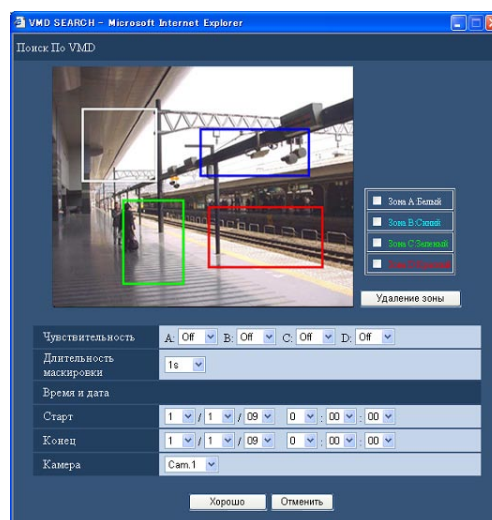 VMD SEARCH - Microsoft Internet Explorer
Поиск По VMD
Зона A:Белый
Зона B:Синий
Зона C:Зеленый
Удаление зоны
Чувствительность A: Off B: Off C: Off D: Off
Длительность маскировки 1s
Время и дата
Старт 1 / 1 / 09 0 : 00 : 00
Конец 1 / 1 / 09 0 : 00 : 00
Камера Cam.1
Хорошо Отменить